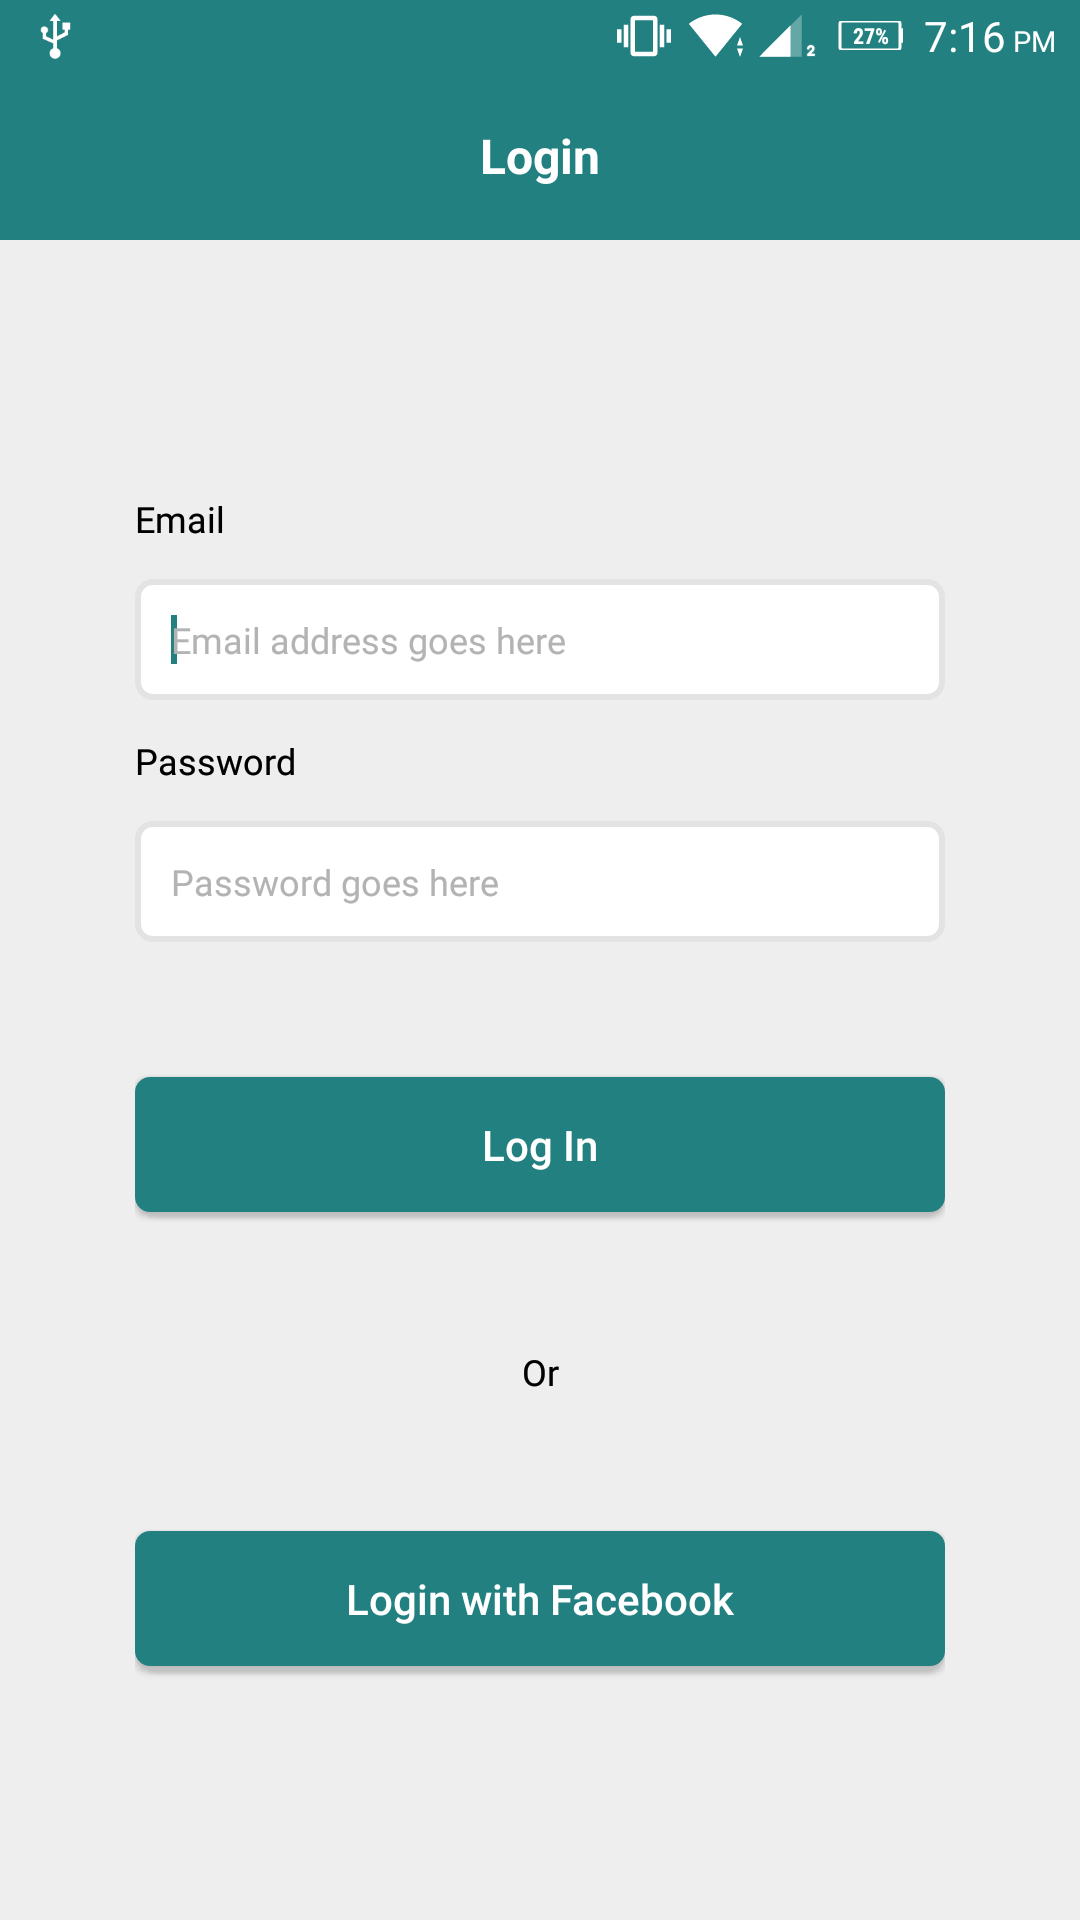 2 27% 7:16 PM
Login
Email
Email address goes here
Password
Password goes here
Log In
Or
Login with Facebook